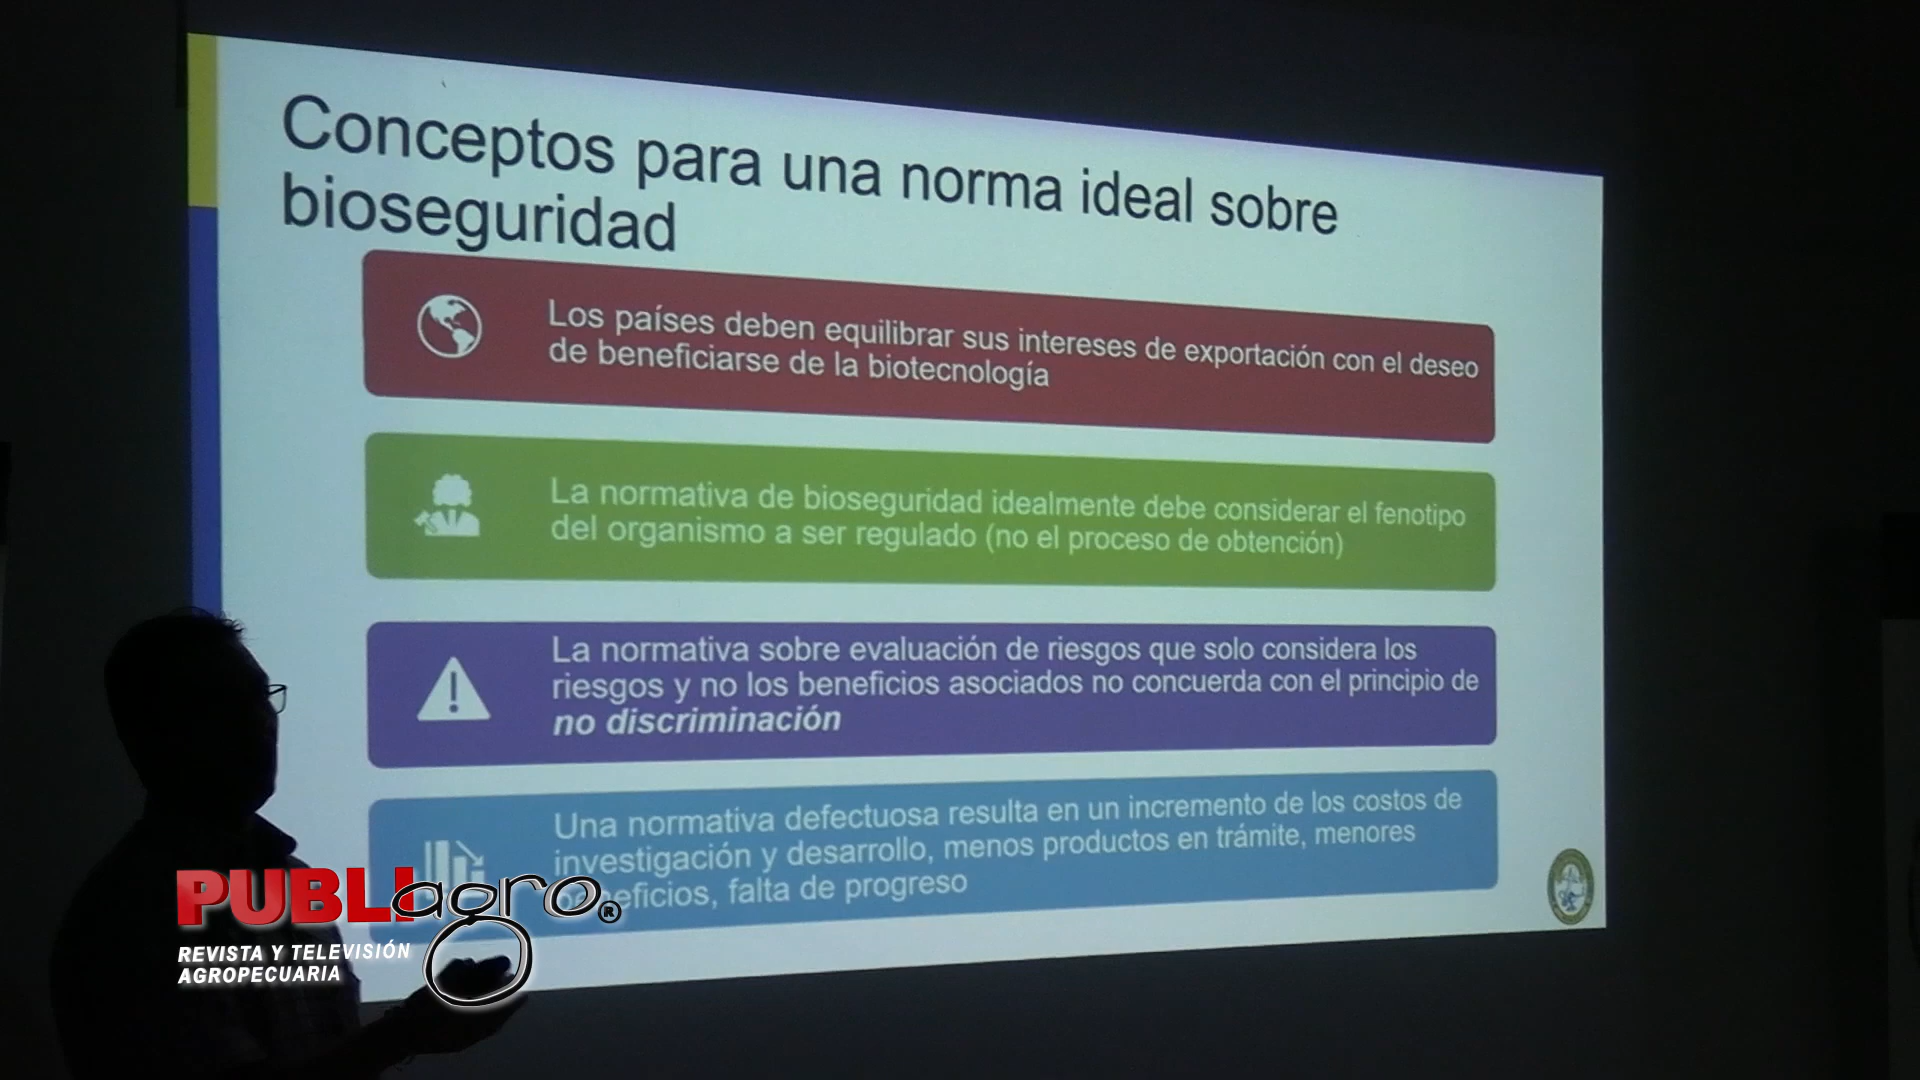 Conceptos para una norma ideal sobre
bioseguridad
Los países deben equilibrar sus intereses de exportación con el deseo
de beneficiarse de la biotecnología
La normativa de bioseguridad idealmente debe considerar el fenotipo
del organismo a ser regulado (no el proceso de obtención)
La normativa sobre evaluación de riesgos que solo considera los
riesgos y no los beneficios asociados no concuerda con el principio de
no discriminación
Una normativa defectuosa resulta en un incremento de los costos de
investigación y desarrollo, menos productos en trámite, menores
beneficios, falta de progreso
PUBLIagro®
REVISTA Y TELEVISIÓN
AGROPECUARIA